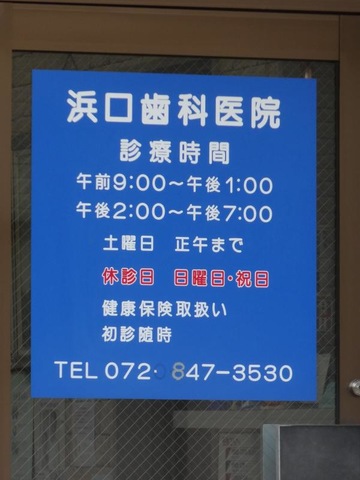 浜口歯科医院
診療時間
午前9:00～午後1:00
午後2:00～午後7:00
土曜日 正午まで
休診日 日曜日・祝日
健康保険取扱い
初診随時
TEL 072-847-3530